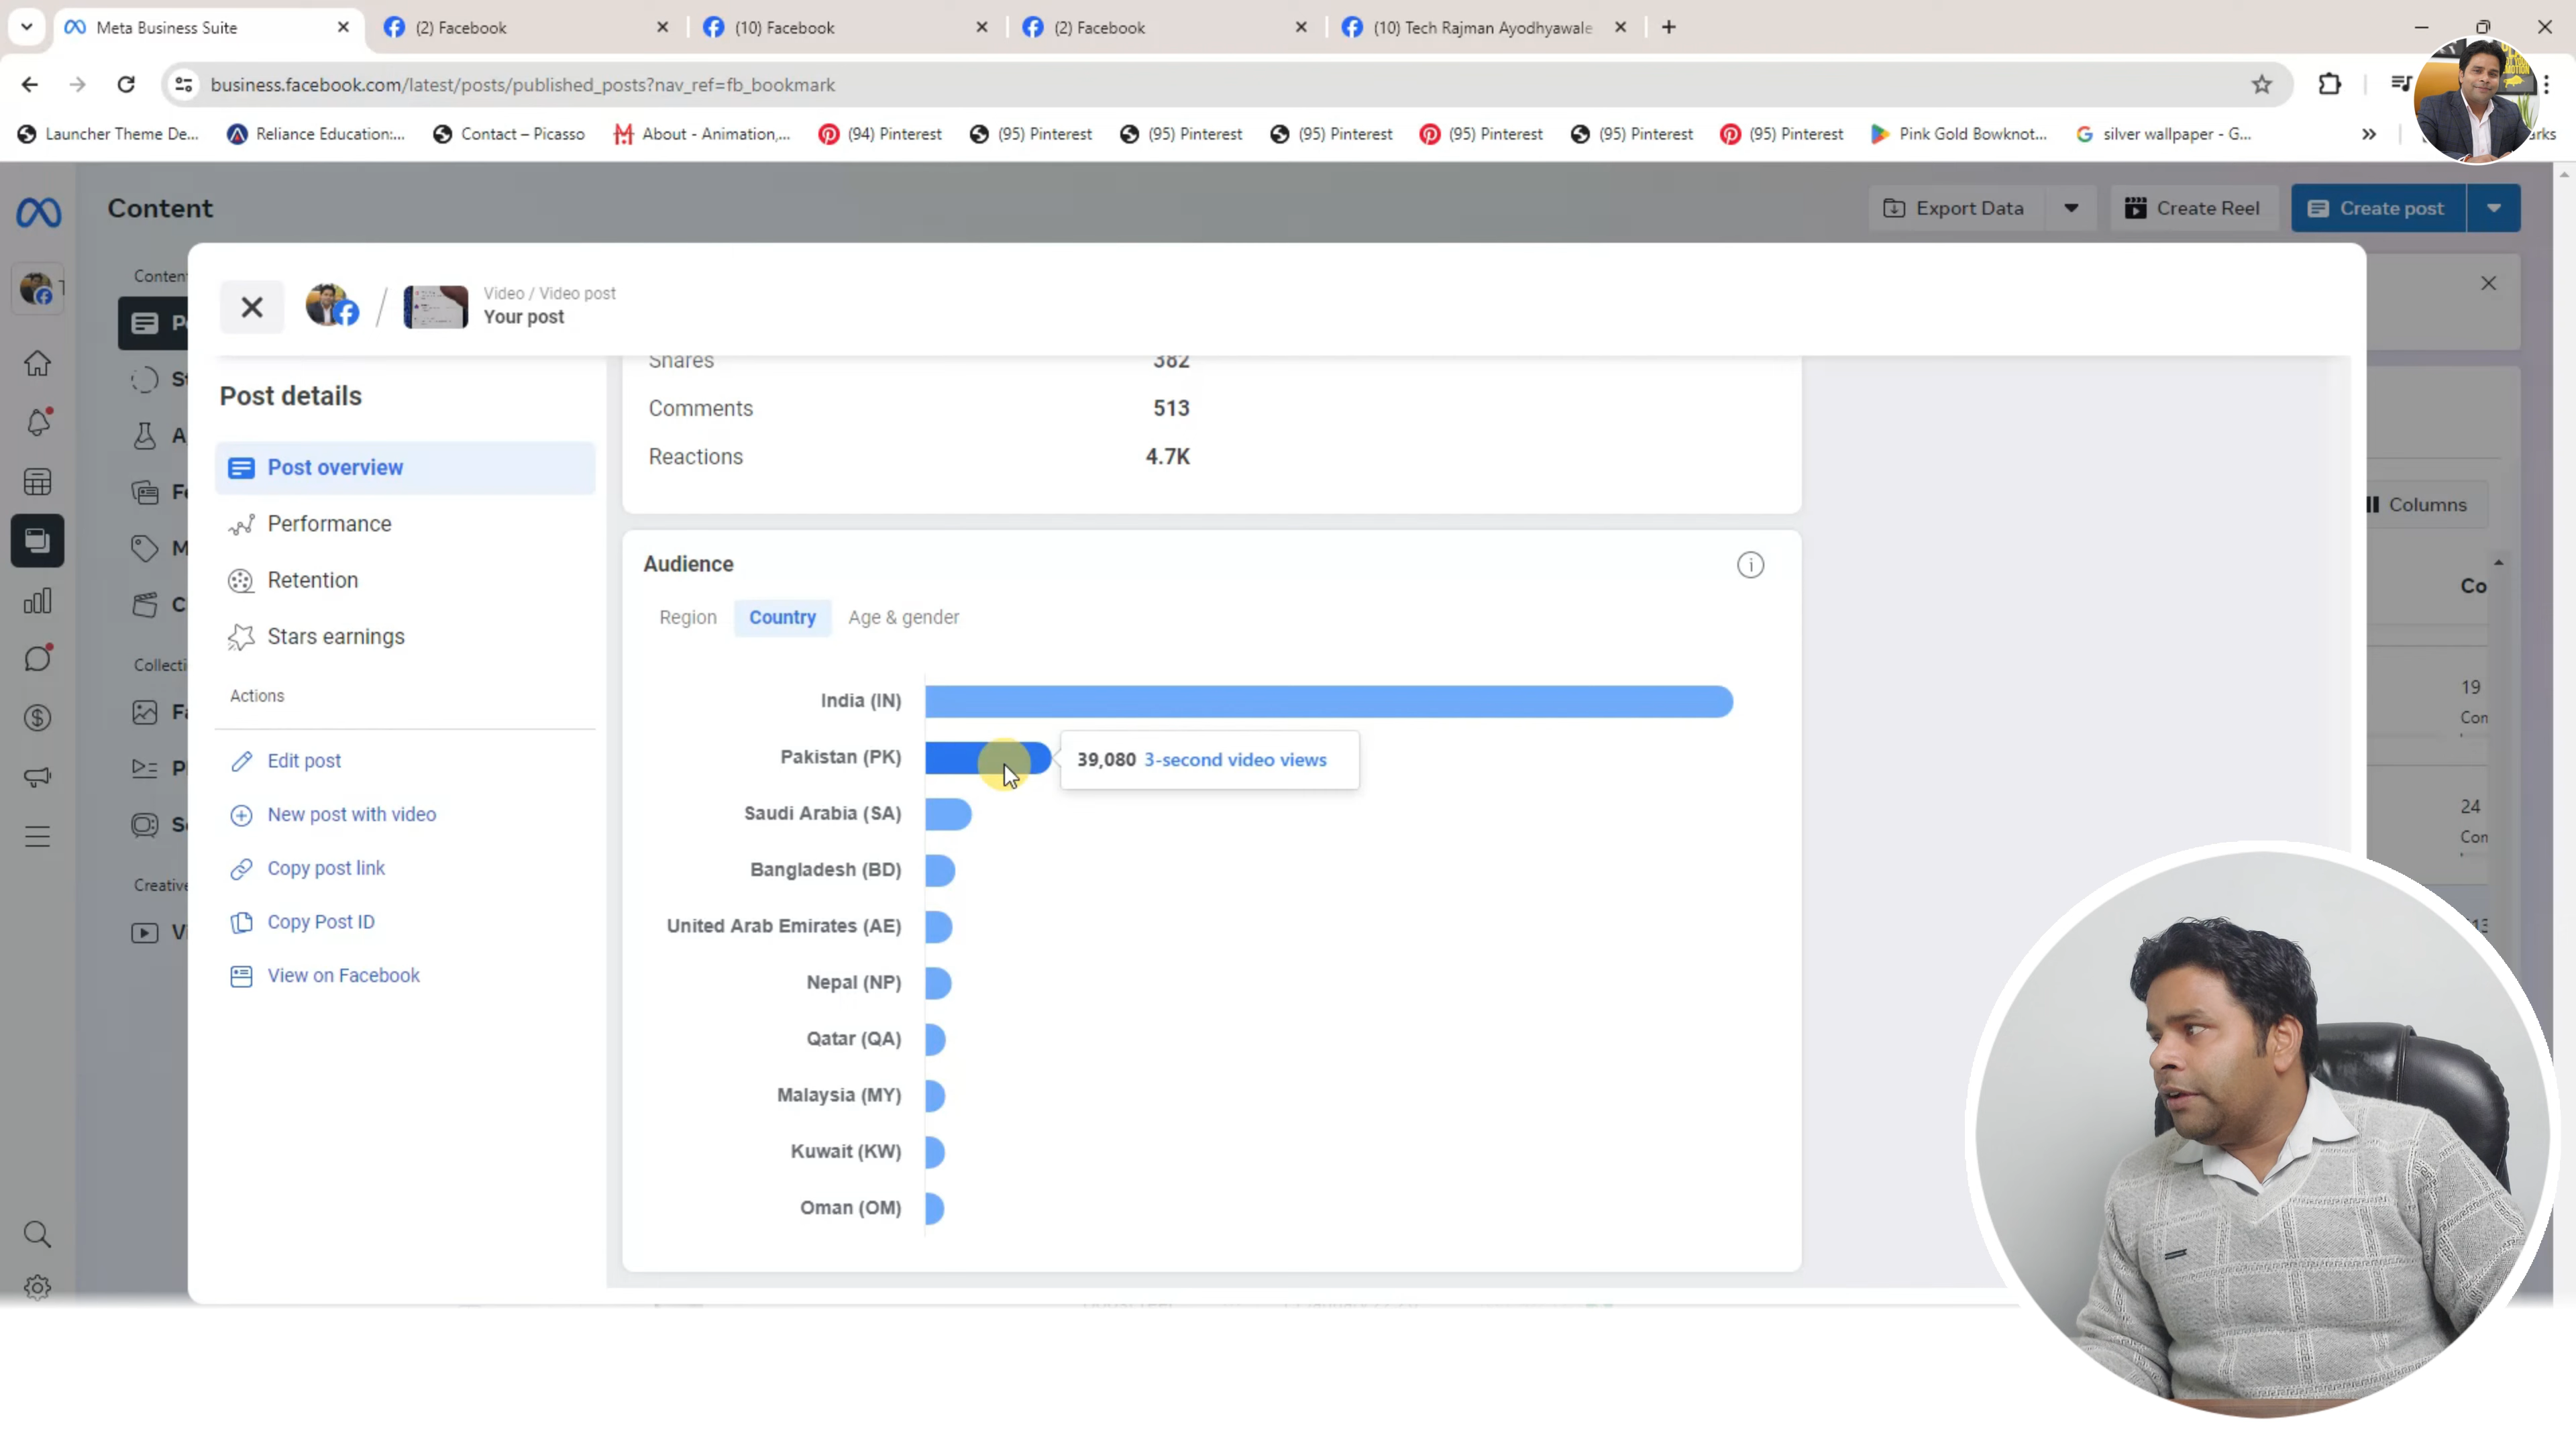 Meta Business Suite
(2) Facebook
(10) Facebook
(2) Facebook
(10) Tech Rajman Ayodhyawale
business.facebook.com/latest/posts/published_posts?nav_ref=fb_bookmark
Launcher Theme De...
Reliance Education:...
Contact – Picasso
About - Animation,...
(94) Pinterest
(95) Pinterest
(95) Pinterest
(95) Pinterest
(95) Pinterest
(95) Pinterest
(95) Pinterest
Pink Gold Bowknot...
silver wallpaper - G...
Content
Export Data
Create Reel
Create post
Video / Video post
Your post
Post details
Post overview
Performance
Retention
Stars earnings
Actions
Edit post
New post with video
Copy post link
Copy Post ID
View on Facebook
Shares 382
Comments 513
Reactions 4.7K
Audience
Region Country Age & gender
India (IN)
Pakistan (PK)
39,080 3-second video views
Saudi Arabia (SA)
Bangladesh (BD)
United Arab Emirates (AE)
Nepal (NP)
Qatar (QA)
Malaysia (MY)
Kuwait (KW)
Oman (OM)
Columns
19
24